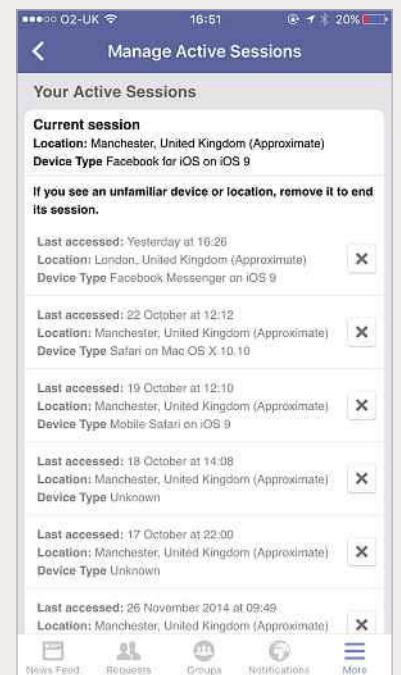 O2-UK 16:51 20%
Manage Active Sessions
Your Active Sessions
Current session
Location: Manchester, United Kingdom (Approximate)
Device Type Facebook for iOS on iOS 9
If you see an unfamiliar device or location, remove it to end
its session.
Last accessed: Yesterday at 16:26
Location: London, United Kingdom (Approximate)
Device Type Facebook Messenger on iOS 9
Last accessed: 22 October at 12:12
Location: Manchester, United Kingdom (Approximate)
Device Type Safari on Mac OS X 10.10
Last accessed: 19 October at 12:10
Location: Manchester, United Kingdom (Approximate)
Device Type Mobile Safari on iOS 9
Last accessed: 18 October at 14:08
Location: Manchester, United Kingdom (Approximate)
Device Type Unknown
Last accessed: 17 October at 22:00
Location: Manchester, United Kingdom (Approximate)
Device Type Unknown
Last accessed: 26 November 2014 at 09:49
Location: Manchester, United Kingdom (Approximate)
News Feed Requests Groups Notifications More